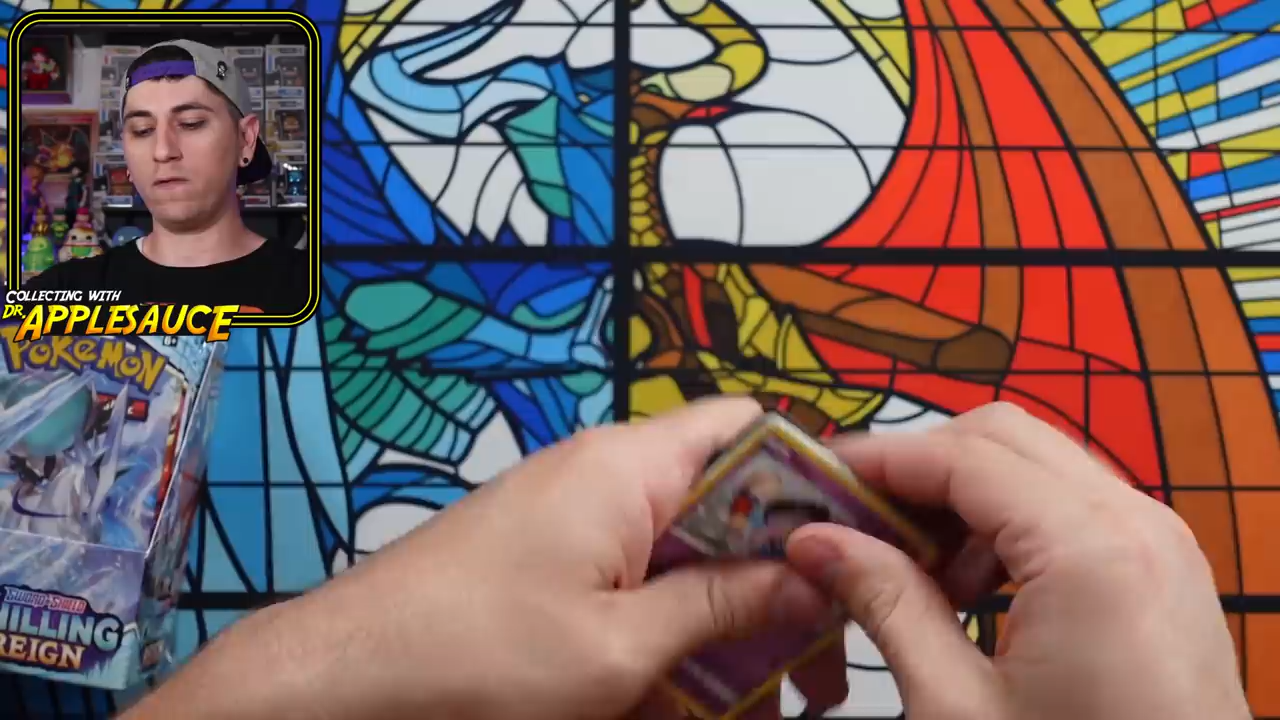 COLLECTING WITH
DR. APPLESAUCE
POKéMON
SWORD & SHIELD
HILLING
REIGN